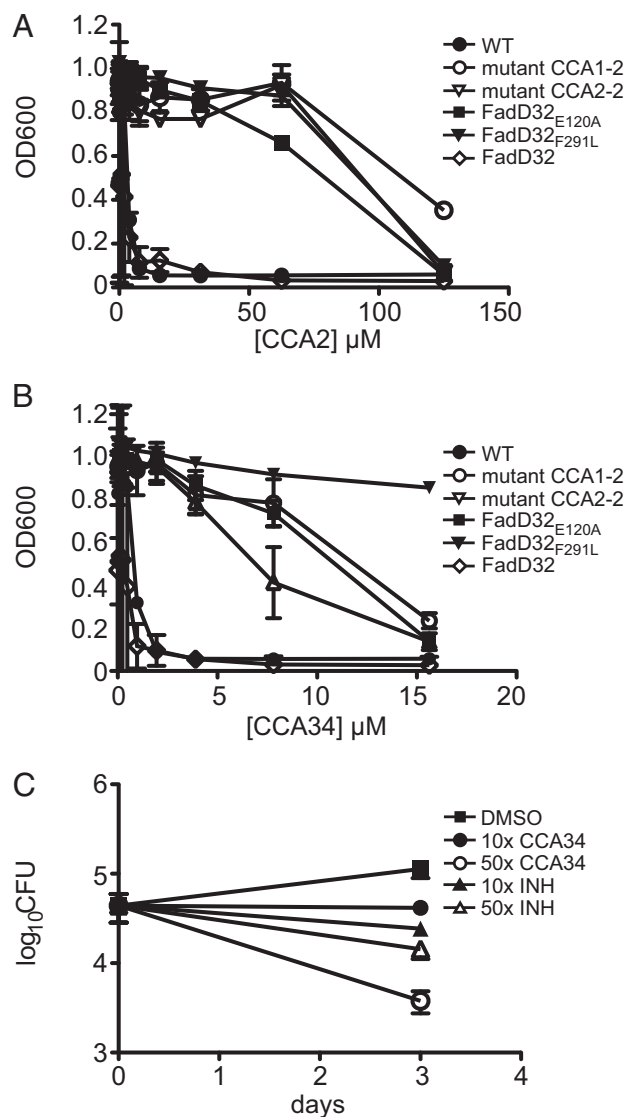 A
1.2
1.0
0.8
0.6
0.4
0.2
0
OD600
0 50 100 150
[CCA2] µM
WT
mutant CCA1-2
mutant CCA2-2
FadD32E120A
FadD32F291L
FadD32
B
1.2
1.0
0.8
0.6
0.4
0.2
0
OD600
0 5 10 15 20
[CCA34] µM
WT
mutant CCA1-2
mutant CCA2-2
FadD32E120A
FadD32F291L
FadD32
C
6
5
4
3
log10CFU
0 1 2 3 4
days
DMSO
10x CCA34
50x CCA34
10x INH
50x INH